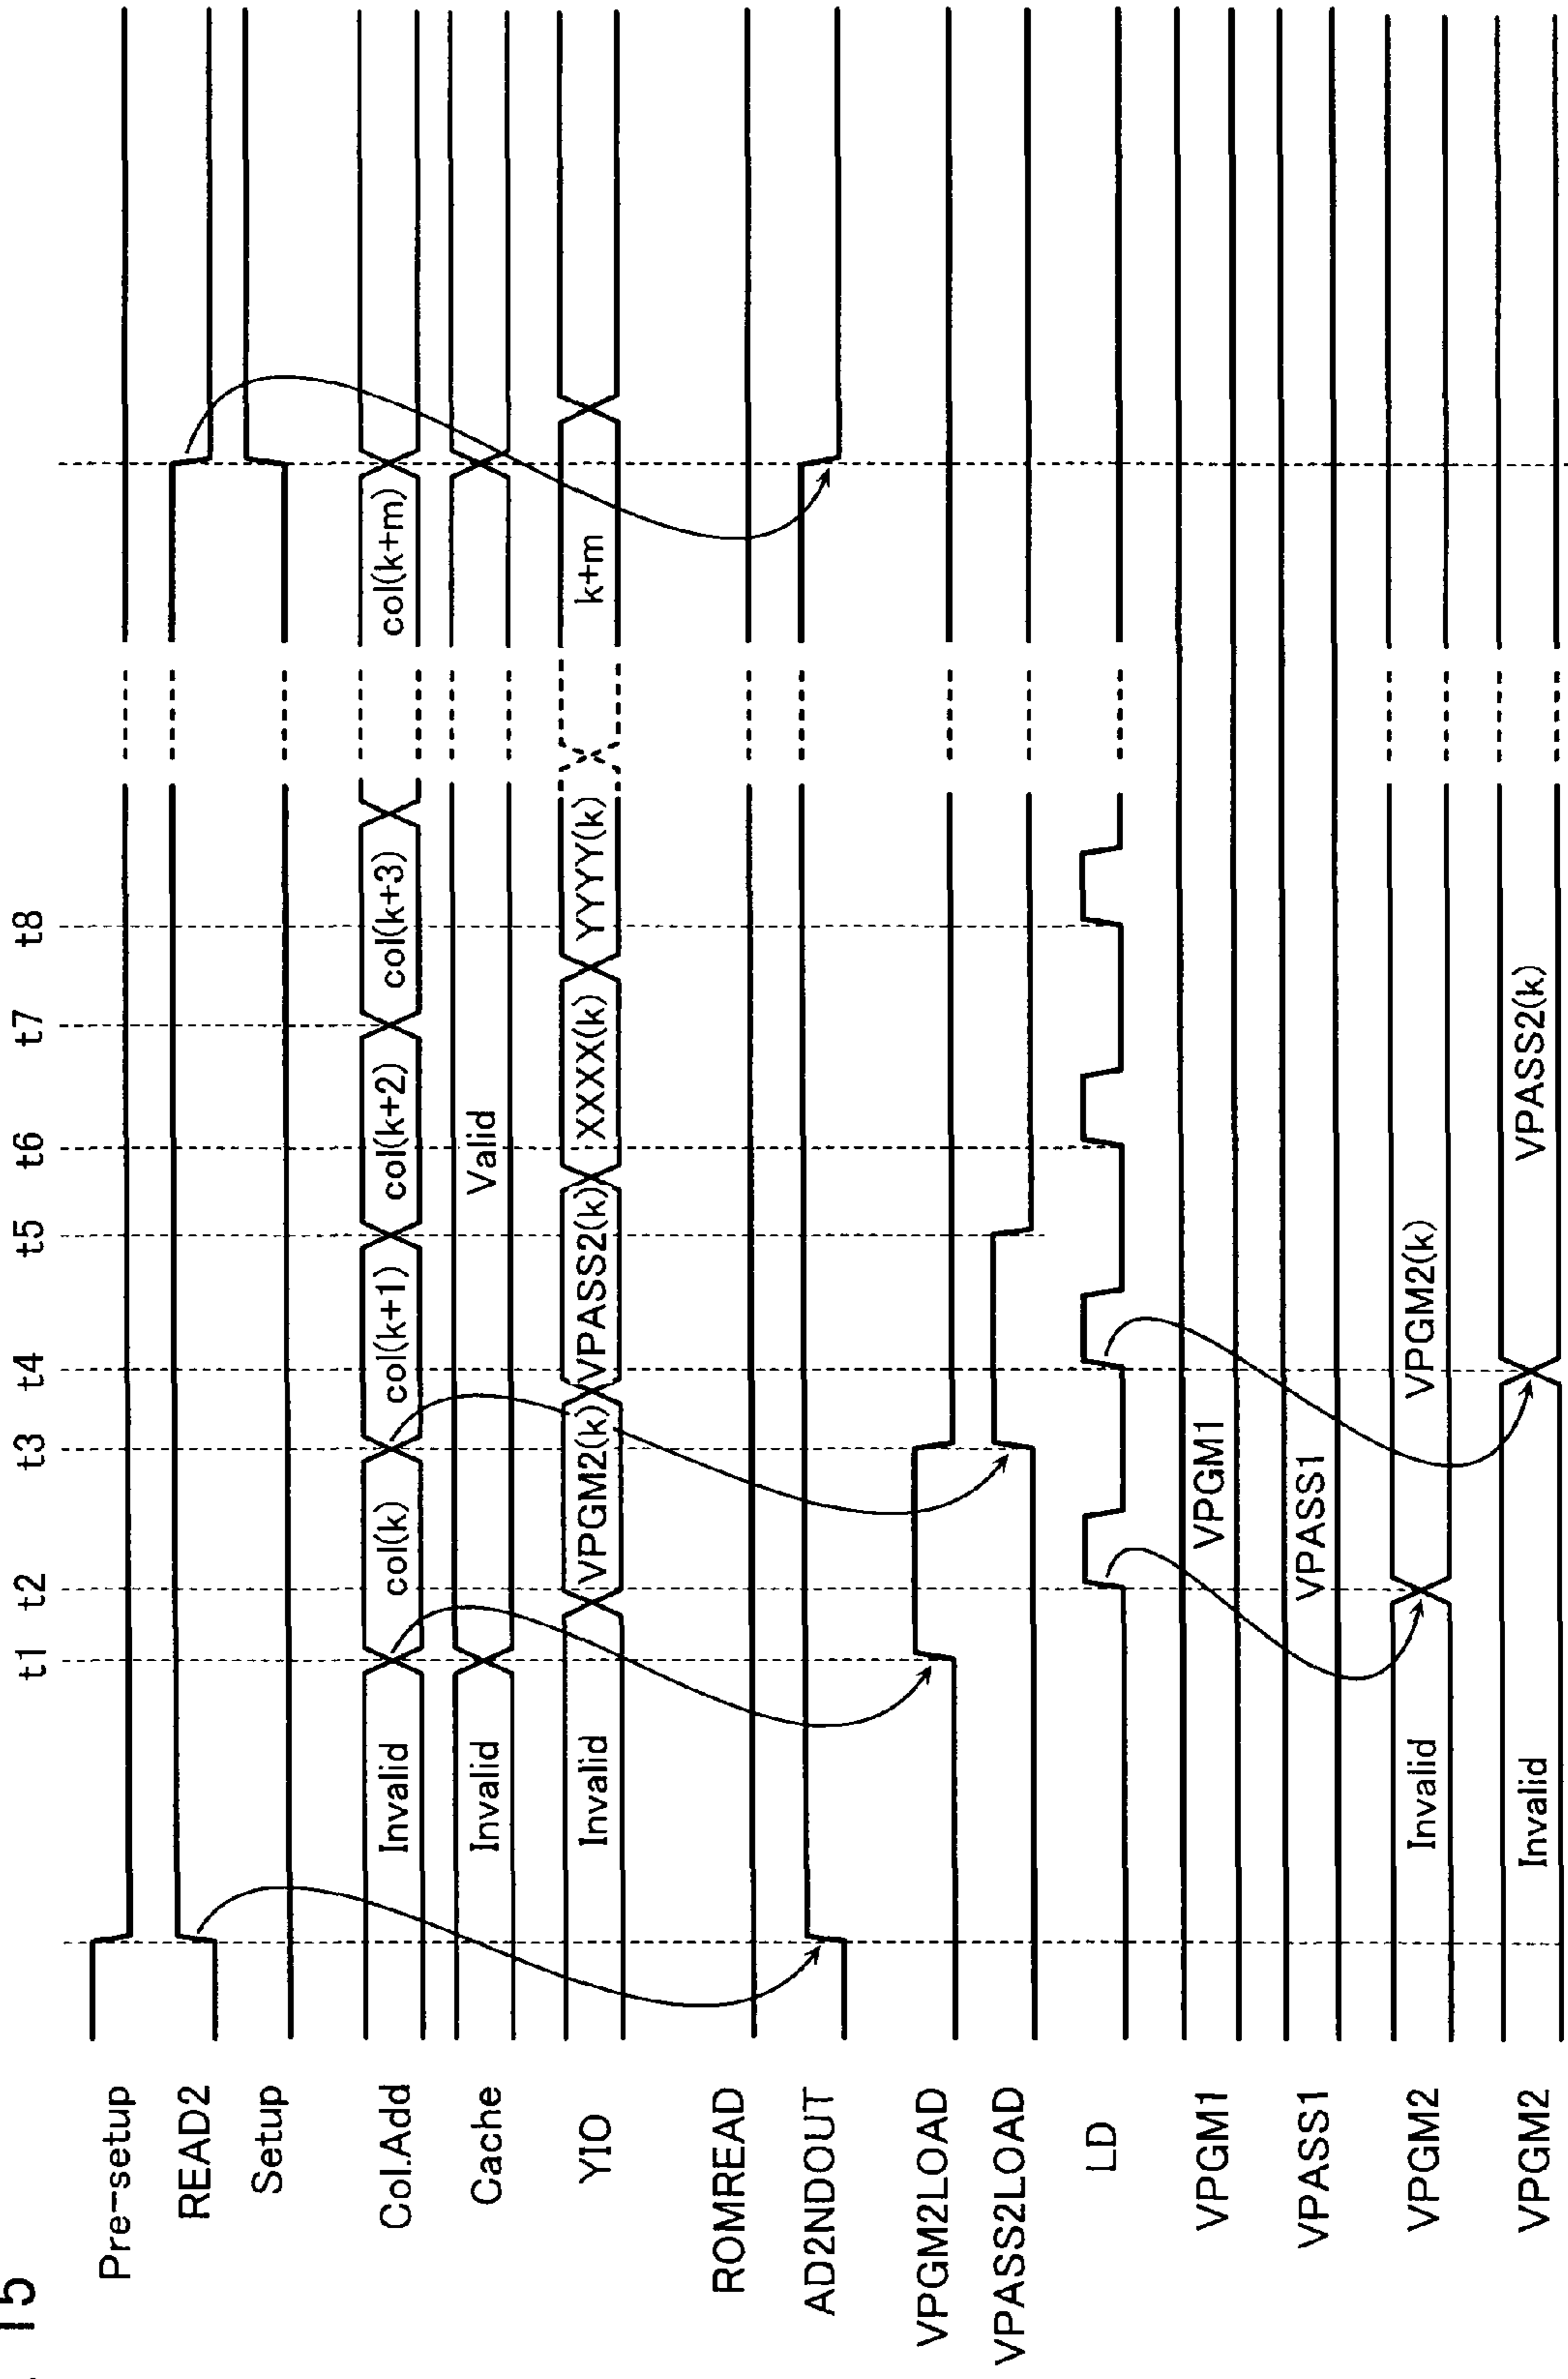 15
t1 t2 t3 t4 t5 t6 t7 t8
Pre-setup
READ2
Setup
Col.Add Invalid col(k) col(k+1) col(k+2) col(k+3) col(k+m)
Cache Invalid Valid
YIO Invalid VPGM2(k) VPASS2(k) XXXX(k) YYYY(k) k+m
ROMREAD
AD2NDOUT
VPGM2LOAD
VPASS2LOAD
LD
VPGM1 VPGM1
VPASS1 VPASS1
VPGM2 Invalid VPGM2(k)
VPGM2 Invalid VPASS2(k)